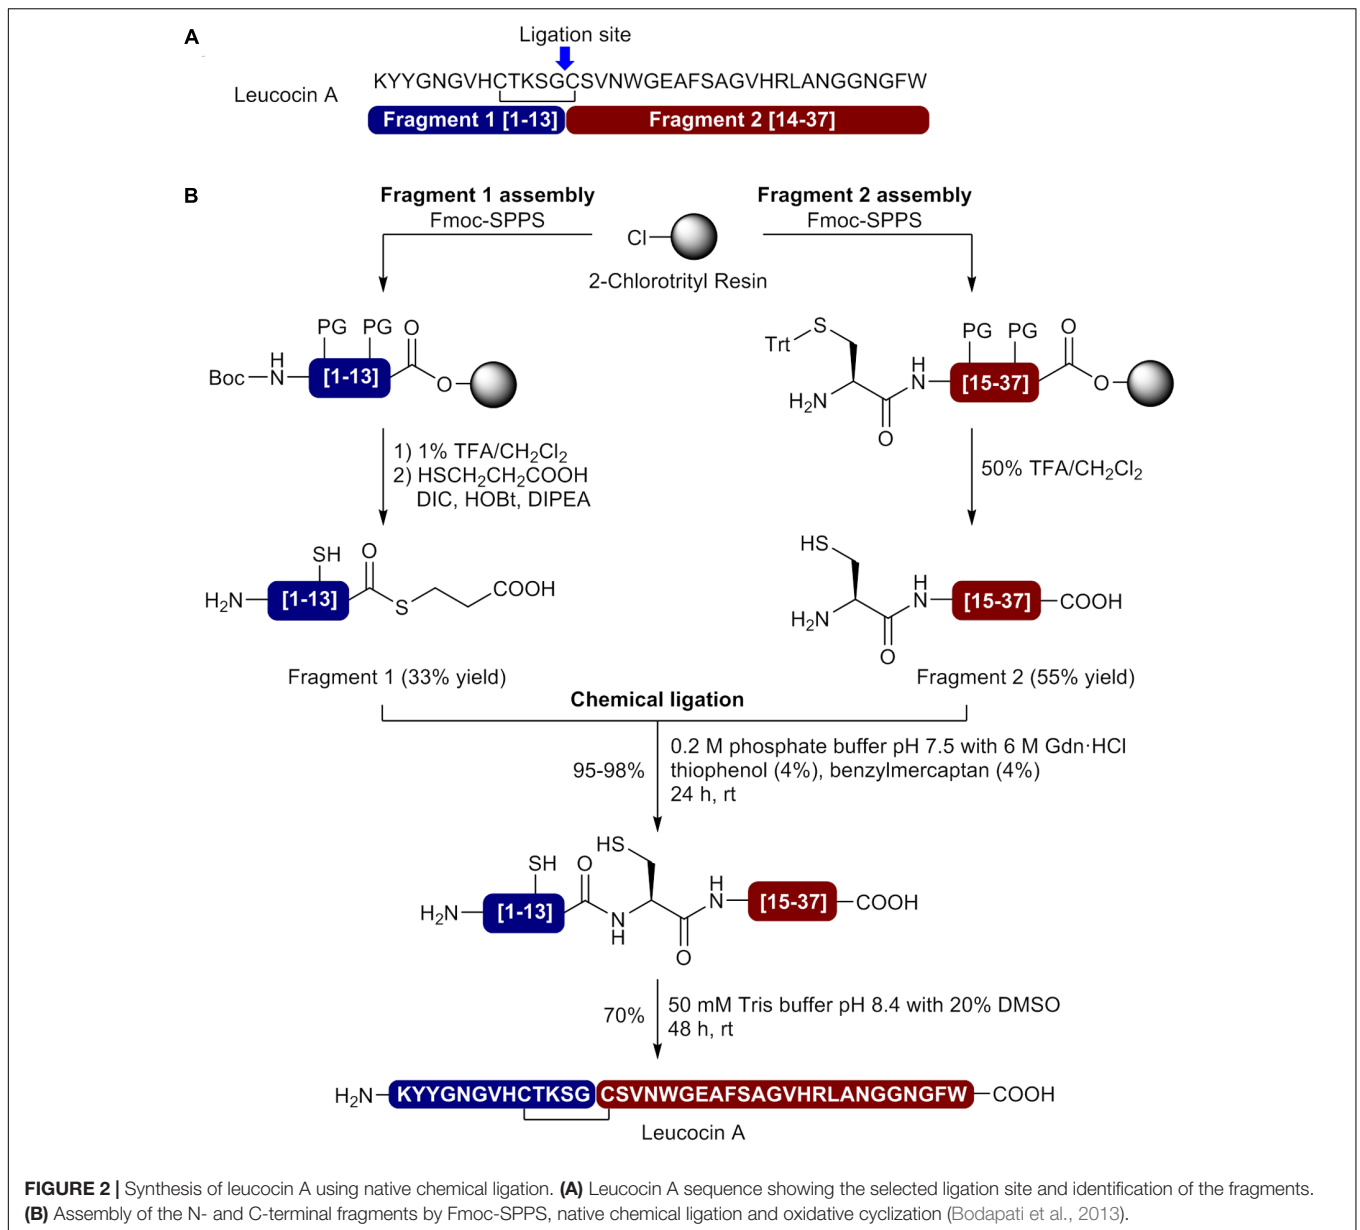 A
Ligation site
Leucocin A
KYYGNGVHCTKSGCSVNWGEAFSAGVHRLANGGNGFW
Fragment 1 [1-13]
Fragment 2 [14-37]
B
Fragment 1 assembly
Fmoc-SPPS
Fragment 2 assembly
Fmoc-SPPS
Cl
2-Chlorotrityl Resin
PG PG O
Boc H N [1-13] O
Trt S PG PG O
H2N O H N [15-37] O
1) 1% TFA/CH2Cl2
2) HSCH2CH2COOH
DIC, HOBt, DIPEA
50% TFA/CH2Cl2
SH O
H2N [1-13] S COOH
HS
H2N O H N [15-37] COOH
Fragment 1 (33% yield)
Fragment 2 (55% yield)
Chemical ligation
95-98%
0.2 M phosphate buffer pH 7.5 with 6 M Gdn·HCl
thiophenol (4%), benzylmercaptan (4%)
24 h, rt
SH O HS
H2N [1-13] N H O H N [15-37] COOH
70%
50 mM Tris buffer pH 8.4 with 20% DMSO
48 h, rt
H2N KYYGNGVHCTKSG CSVNWGEAFSAGVHRLANGGNGFW COOH
Leucocin A
FIGURE 2 | Synthesis of leucocin A using native chemical ligation. (A) Leucocin A sequence showing the selected ligation site and identification of the fragments.
(B) Assembly of the N- and C-terminal fragments by Fmoc-SPPS, native chemical ligation and oxidative cyclization (Bodapati et al., 2013).